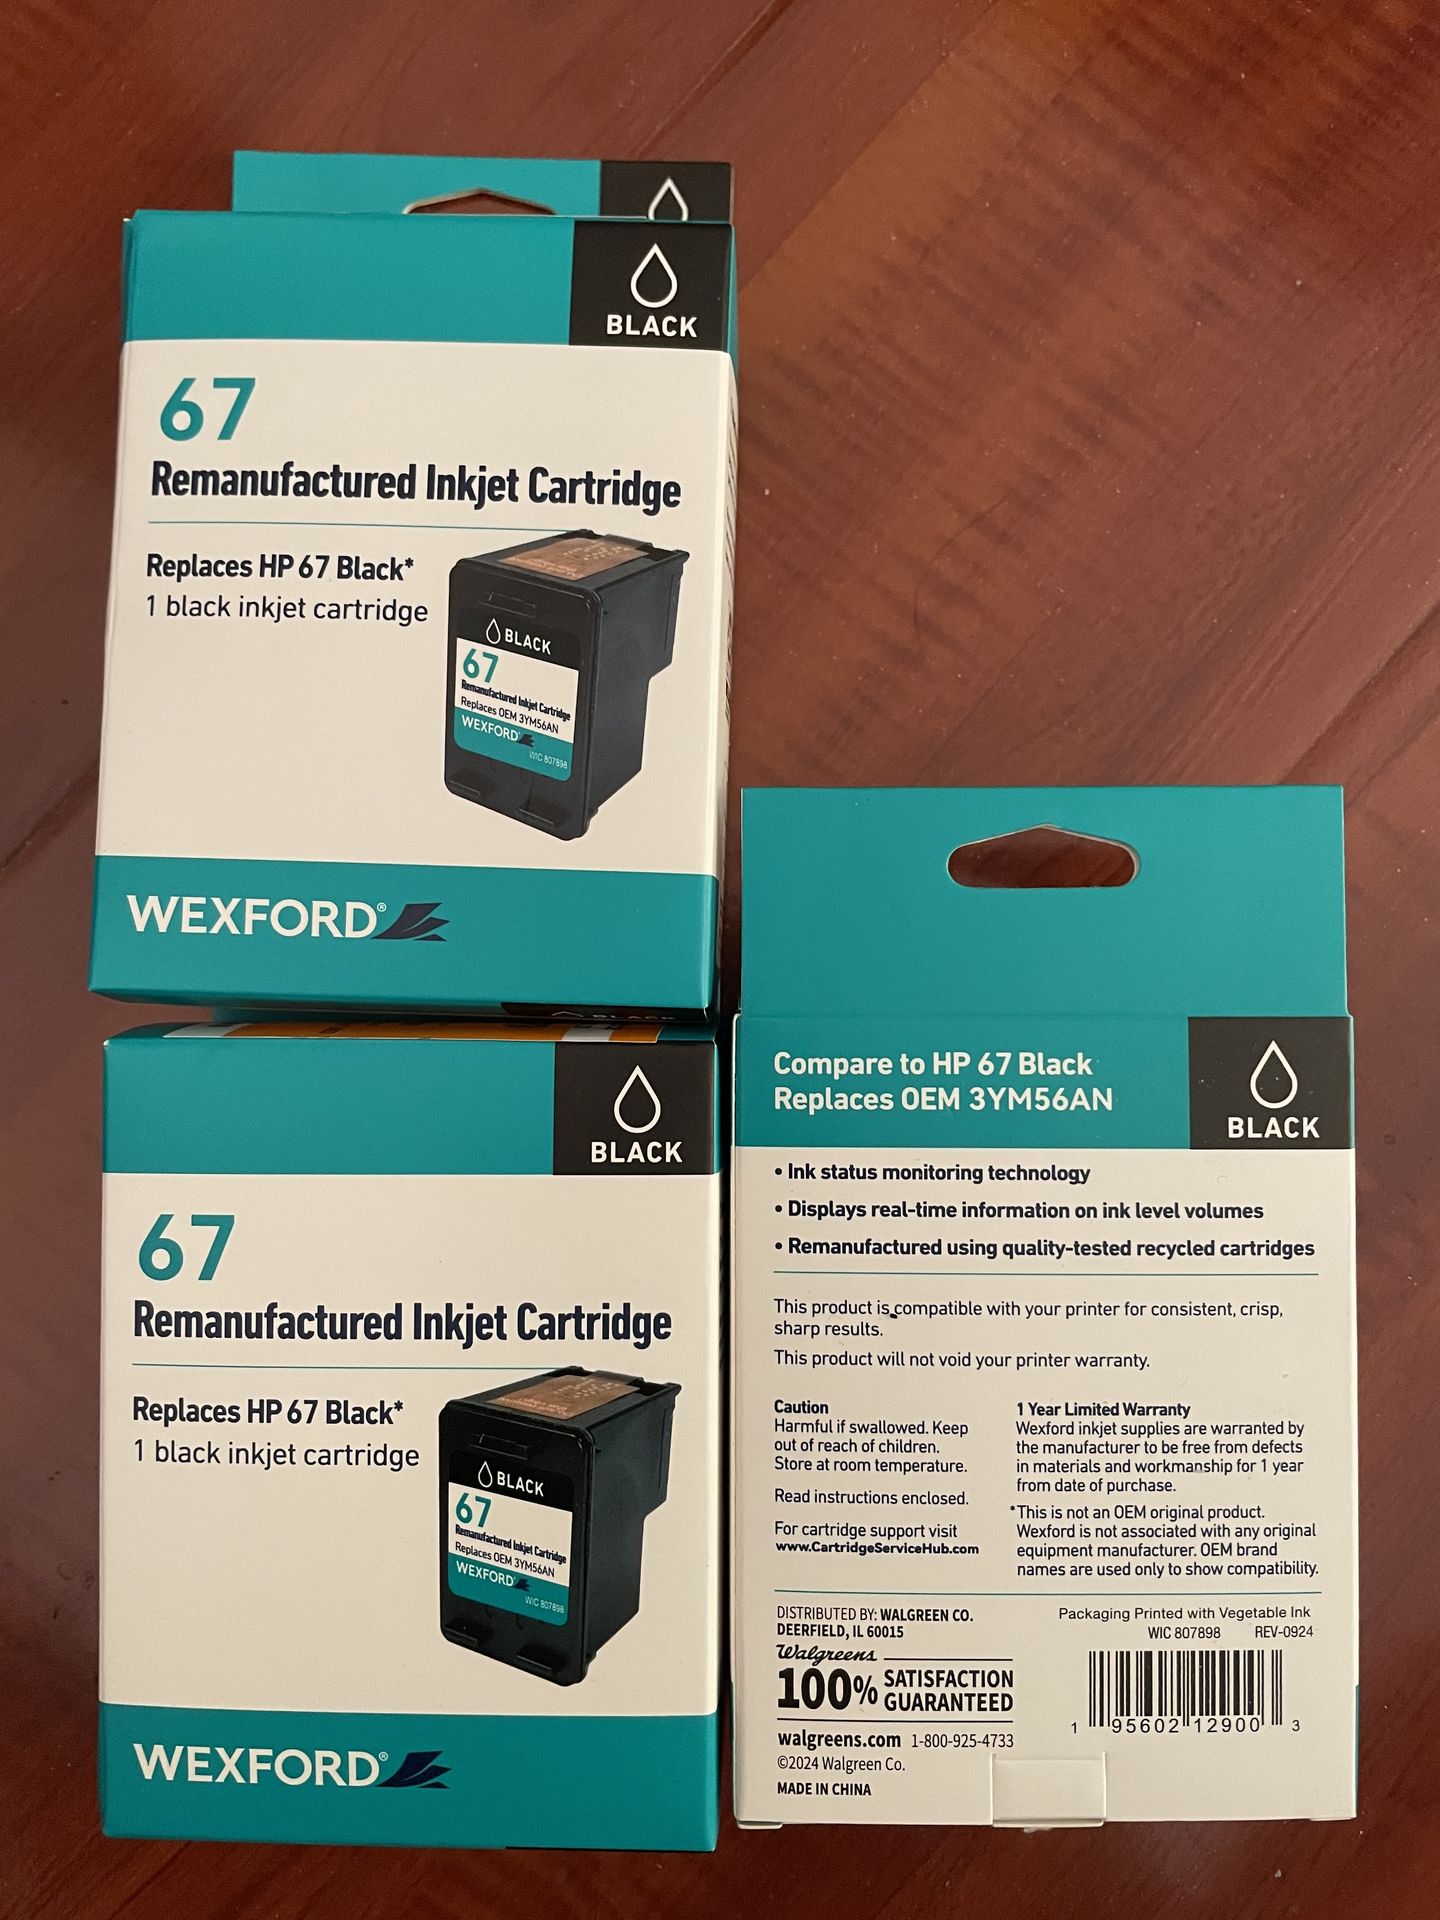 BLACK
67
Remanufactured Inkjet Cartridge
Replaces HP 67 Black*
1 black inkjet cartridge
BLACK
67
Remanufactured Inkjet Cartridge
Replaces OEM 3YM56AN
WEXFORD
WIC 807898
WEXFORD®
BLACK
67
Remanufactured Inkjet Cartridge
Replaces HP 67 Black*
1 black inkjet cartridge
BLACK
67
Remanufactured Inkjet Cartridge
Replaces OEM 3YM56AN
WEXFORD
WIC 807898
WEXFORD®
Compare to HP 67 Black
Replaces OEM 3YM56AN
BLACK
• Ink status monitoring technology
• Displays real-time information on ink level volumes
• Remanufactured using quality-tested recycled cartridges
This product is compatible with your printer for consistent, crisp,
sharp results.
This product will not void your printer warranty.
Caution
Harmful if swallowed. Keep
out of reach of children.
Store at room temperature.
Read instructions enclosed.
For cartridge support visit
www.CartridgeServiceHub.com
1 Year Limited Warranty
Wexford inkjet supplies are warranted by
the manufacturer to be free from defects
in materials and workmanship for 1 year
from date of purchase.
*This is not an OEM original product.
Wexford is not associated with any original
equipment manufacturer. OEM brand
names are used only to show compatibility.
DISTRIBUTED BY: WALGREEN CO.
DEERFIELD, IL 60015
Walgreens
100% SATISFACTION
GUARANTEED
walgreens.com 1-800-925-4733
©2024 Walgreen Co.
MADE IN CHINA
Packaging Printed with Vegetable Ink
WIC 807898 REV-0924
1 95602 12900 3